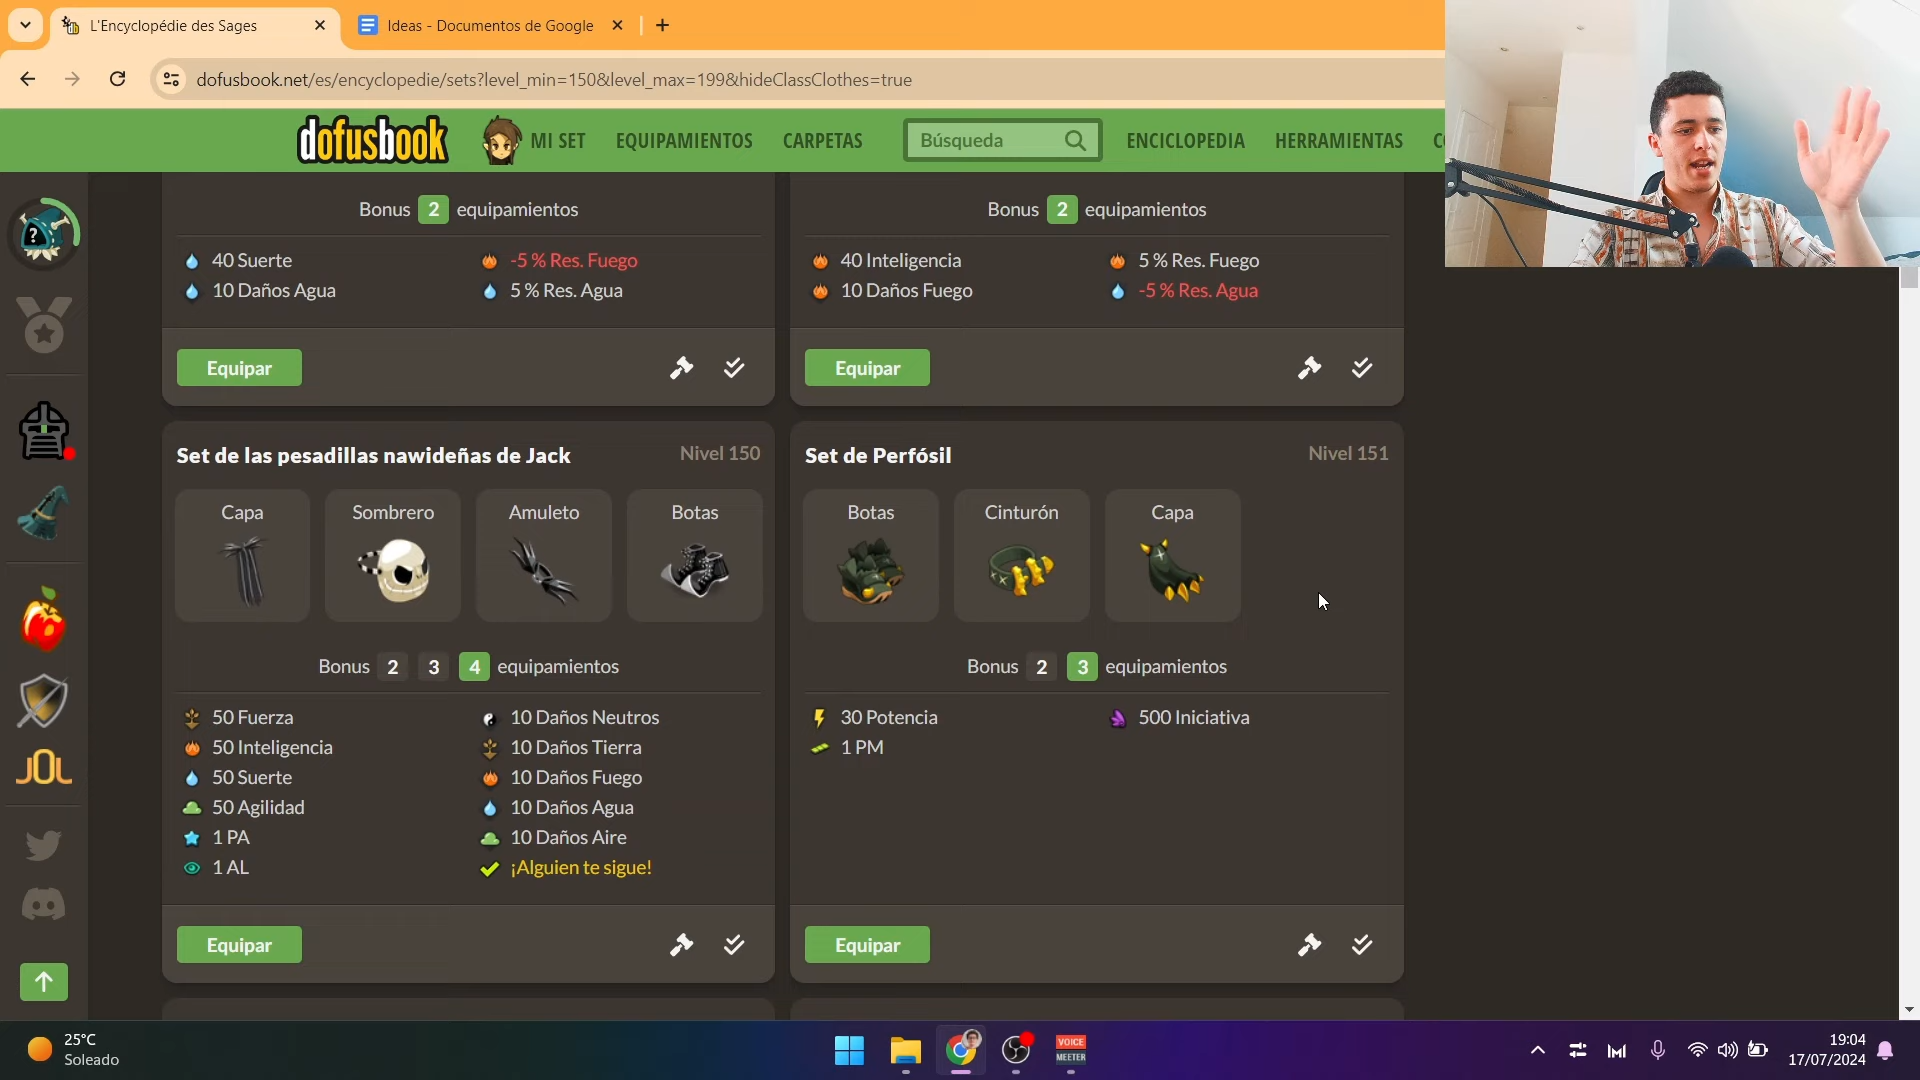 L'Encyclopédie des Sages
Ideas - Documentos de Google
dofusbook.net/es/encyclopedie/sets?level_min=150&level_max=199&hideClassClothes=true
dofusbook
MI SET
EQUIPAMIENTOS
CARPETAS
Búsqueda
ENCICLOPEDIA
HERRAMIENTAS
Bonus 2 equipamientos
40 Suerte
-5 % Res. Fuego
10 Daños Agua
5 % Res. Agua
Equipar
Bonus 2 equipamientos
40 Inteligencia
5 % Res. Fuego
10 Daños Fuego
-5 % Res. Agua
Equipar
Set de las pesadillas nawideñas de Jack
Nivel 150
Capa
Sombrero
Amuleto
Botas
Bonus 2 3 4 equipamientos
50 Fuerza
10 Daños Neutros
50 Inteligencia
10 Daños Tierra
50 Suerte
10 Daños Fuego
50 Agilidad
10 Daños Agua
1 PA
10 Daños Aire
1 AL
¡Alguien te sigue!
Equipar
Set de Perfósil
Nivel 151
Botas
Cinturón
Capa
Bonus 2 3 equipamientos
30 Potencia
500 Iniciativa
1 PM
Equipar
?
JOL
25°C
Soleado
VOICE
MEETER
19:04
17/07/2024